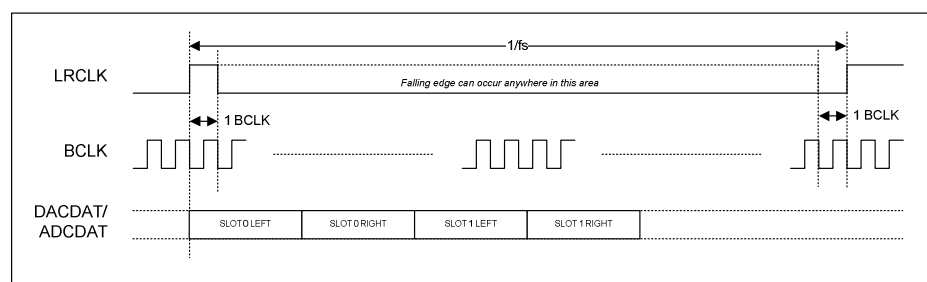 1/fs
LRCLK
Falling edge can occur anywhere in this area
1 BCLK
1 BCLK
BCLK
DACDAT/
ADCDAT
SLOT 0 LEFT
SLOT 0 RIGHT
SLOT 1 LEFT
SLOT 1 RIGHT